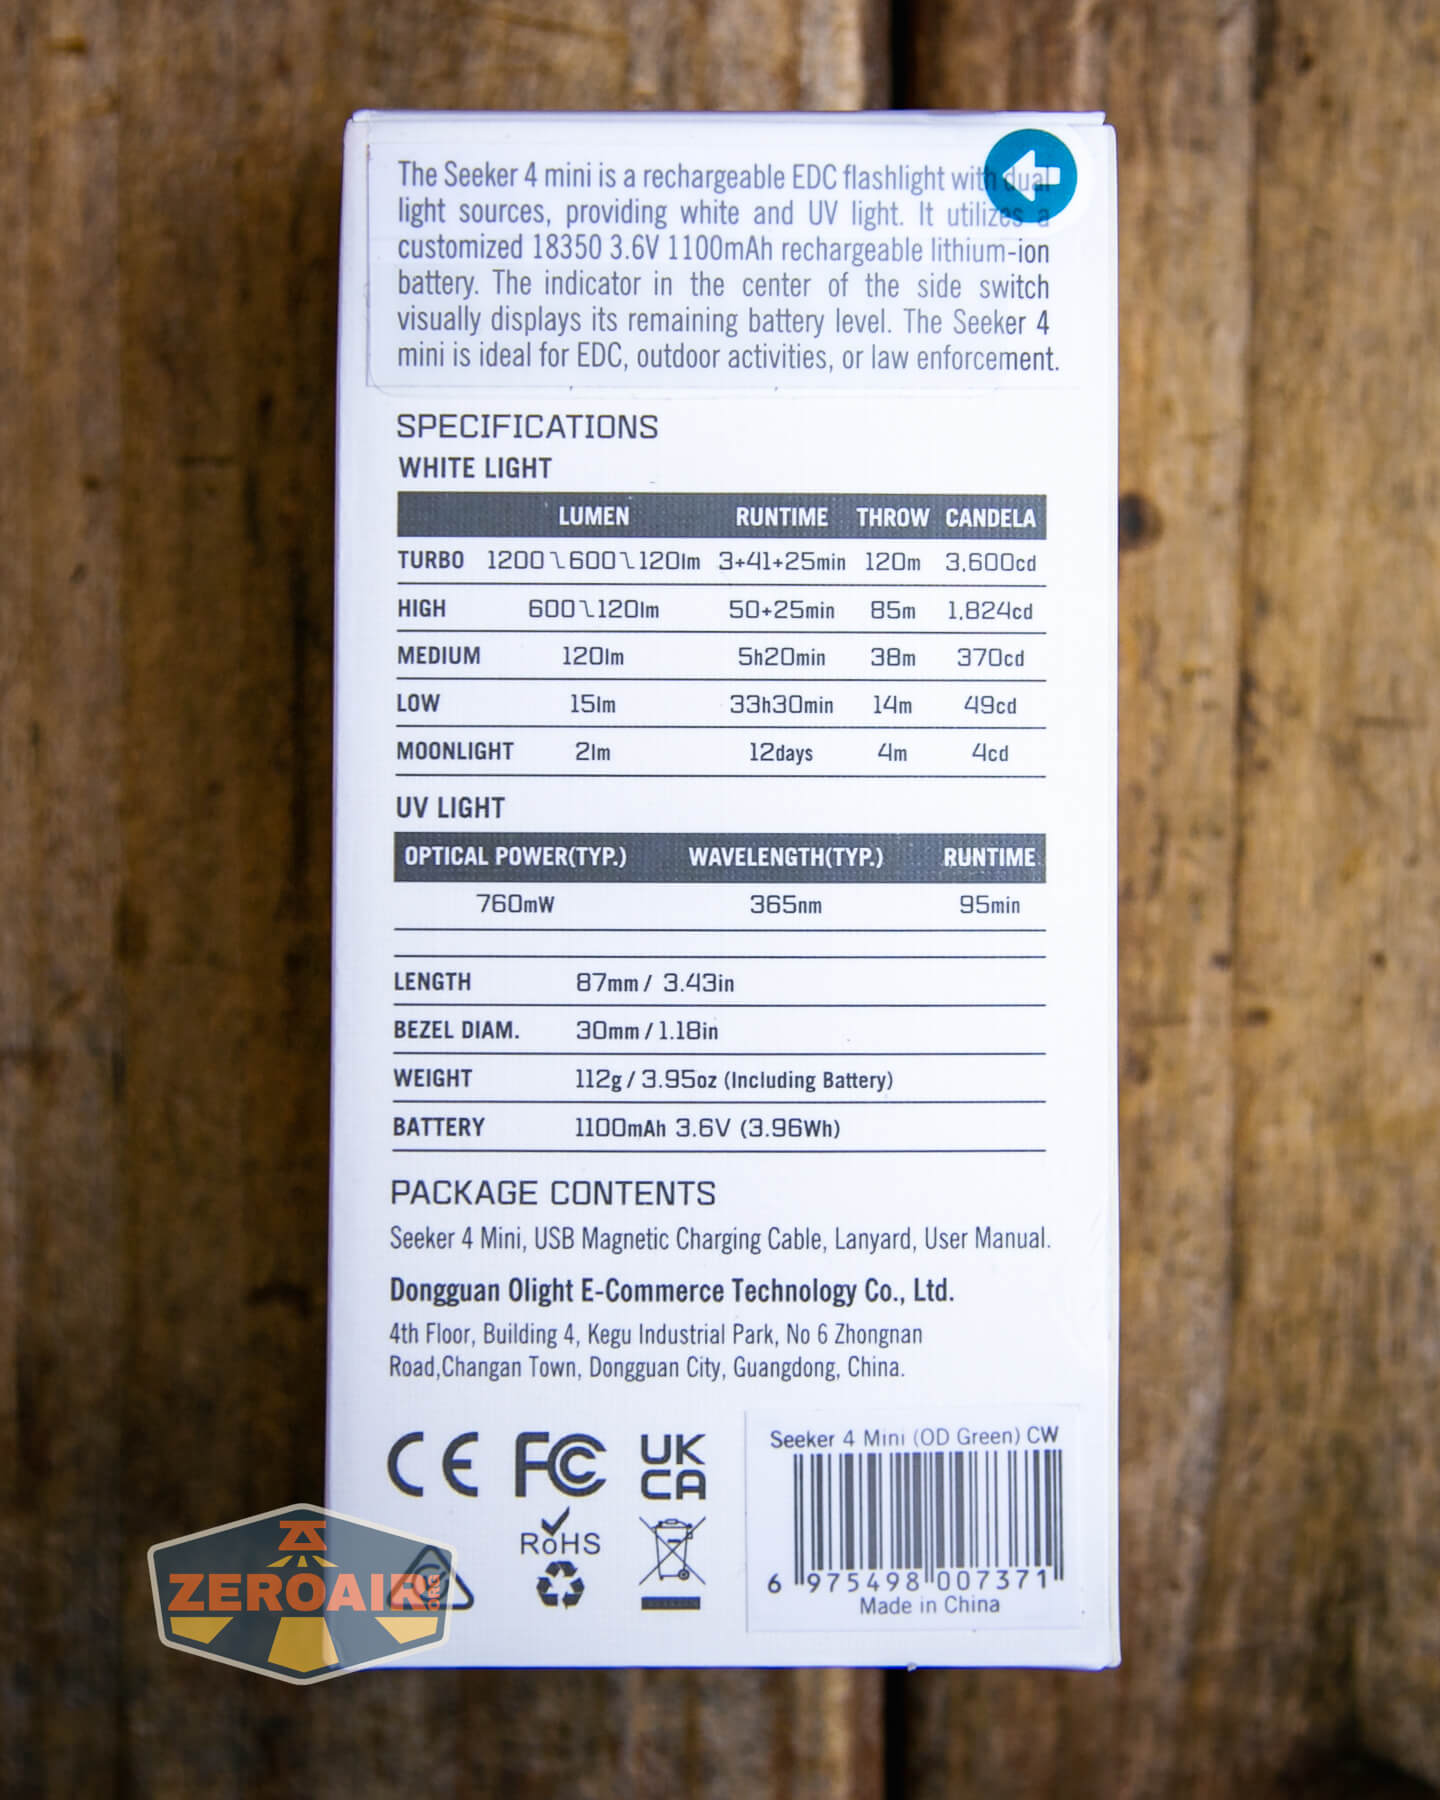 The Seeker 4 mini is a rechargeable EDC flashlight with dual
light sources, providing white and UV light. It utilizes a
customized 18350 3.6V 1100mAh rechargeable lithium-ion
battery. The indicator in the center of the side switch
visually displays its remaining battery level. The Seeker 4
mini is ideal for EDC, outdoor activities, or law enforcement.
SPECIFICATIONS
WHITE LIGHT
LUMEN RUNTIME THROW CANDELA
TURBO 1200~600~120lm 3+41+25min 120m 3,600cd
HIGH 600~120lm 50+25min 85m 1,824cd
MEDIUM 120lm 5h20min 38m 370cd
LOW 15lm 33h30min 14m 49cd
MOONLIGHT 2lm 12days 4m 4cd
UV LIGHT
OPTICAL POWER(TYP.) WAVELENGTH(TYP.) RUNTIME
760mW 365nm 95min
LENGTH 87mm / 3.43in
BEZEL DIAM. 30mm / 1.18in
WEIGHT 112g / 3.95oz (Including Battery)
BATTERY 1100mAh 3.6V (3.96Wh)
PACKAGE CONTENTS
Seeker 4 Mini, USB Magnetic Charging Cable, Lanyard, User Manual.
Dongguan Olight E-Commerce Technology Co., Ltd.
4th Floor, Building 4, Kegu Industrial Park, No 6 Zhongnan
Road,Changan Town, Dongguan City, Guangdong, China.
CE FC UK CA
RoHS
Seeker 4 Mini (OD Green) CW
6 975498 007371
Made in China
ZEROAIR.ORG